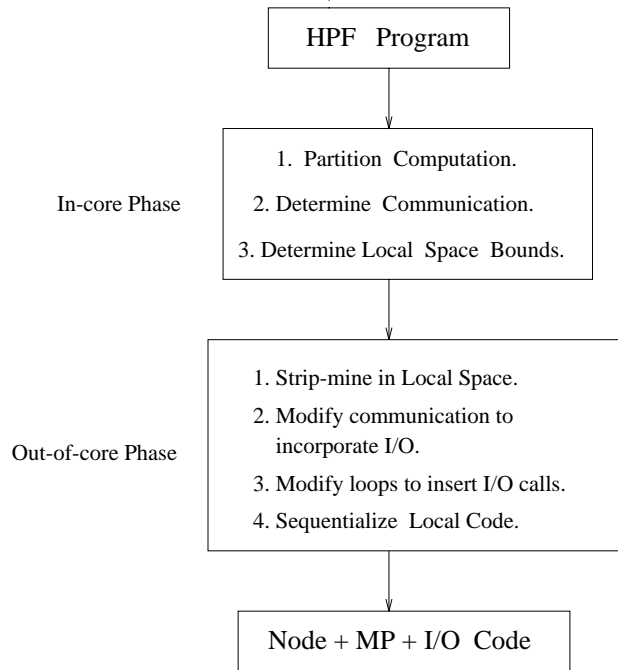 HPF Program
1. Partition Computation.
In-core Phase
2. Determine Communication.
3. Determine Local Space Bounds.
1. Strip-mine in Local Space.
2. Modify communication to
incorporate I/O.
Out-of-core Phase
3. Modify loops to insert I/O calls.
4. Sequentialize Local Code.
Node + MP + I/O Code